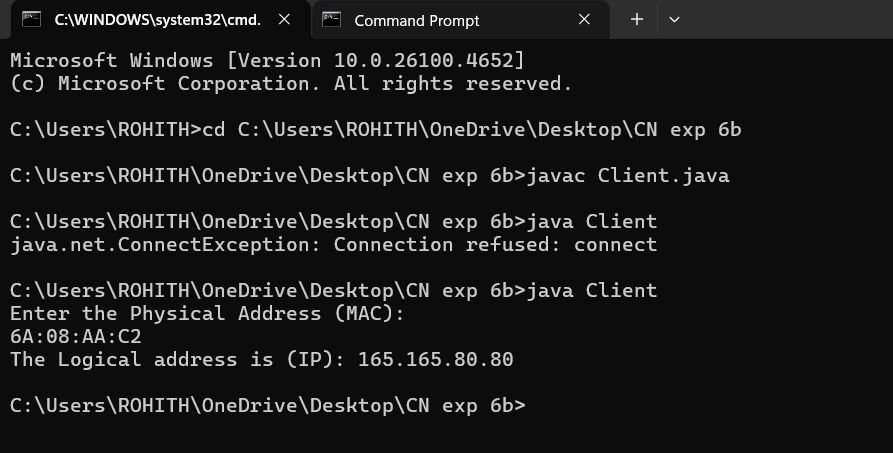 C:\WINDOWS\system32\cmd.
Command Prompt
Microsoft Windows [Version 10.0.26100.4652]
(c) Microsoft Corporation. All rights reserved.
C:\Users\ROHITH>cd C:\Users\ROHITH\OneDrive\Desktop\CN exp 6b
C:\Users\ROHITH\OneDrive\Desktop\CN exp 6b>javac Client.java
C:\Users\ROHITH\OneDrive\Desktop\CN exp 6b>java Client
java.net.ConnectException: Connection refused: connect
C:\Users\ROHITH\OneDrive\Desktop\CN exp 6b>java Client
Enter the Physical Address (MAC):
6A:08:AA:C2
The Logical address is (IP): 165.165.80.80
C:\Users\ROHITH\OneDrive\Desktop\CN exp 6b>